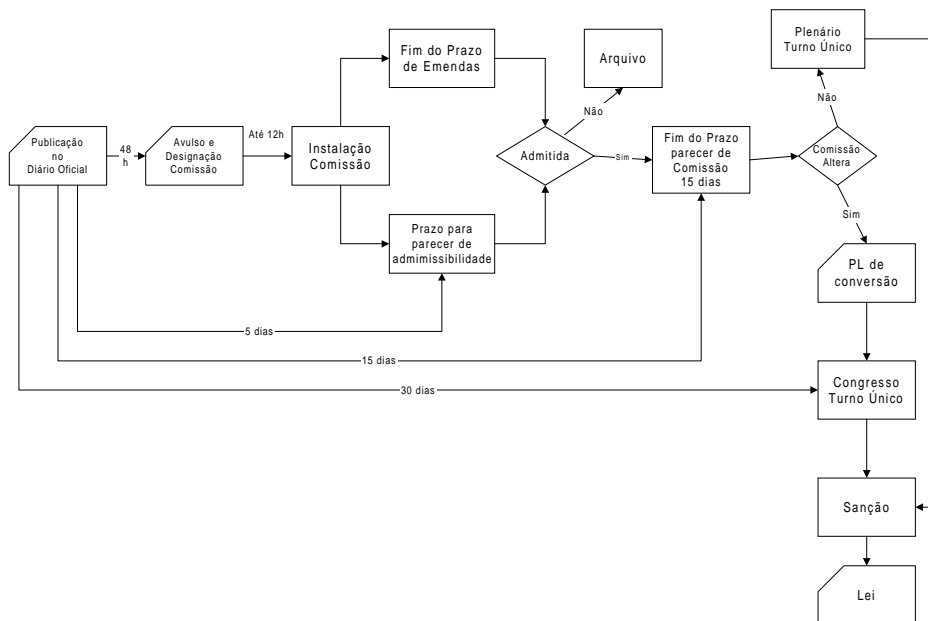 Publicação
no
Diário Oficial
48
h
Avulso e
Designação
Comissão
Até 12h
Instalação
Comissão
Fim do Prazo
de Emendas
Prazo para
parecer de
admimissibilidade
Admitida
Não
Arquivo
Sim
Fim do Prazo
parecer de
Comissão
15 dias
Plenário
Turno Único
Não
Comissão
Altera
Sim
PL de
conversão
5 dias
15 dias
30 dias
Congresso
Turno Único
Sanção
Lei